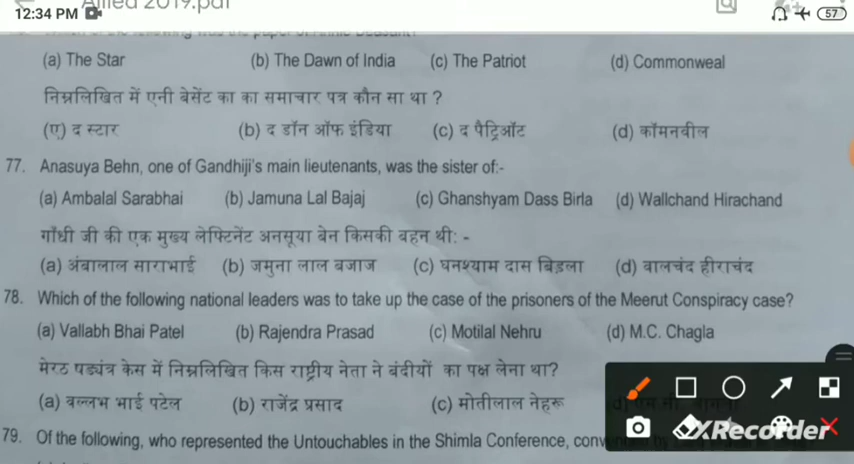 12:34 PM
Allied 2019.pdf
57
(a) The Star (b) The Dawn of India (c) The Patriot (d) Commonweal
निम्नलिखित में एनी बेसेंट का का समाचार पत्र कौन सा था ?
(ए) द स्टार (b) द डॉन ऑफ इंडिया (c) द पैट्रिऑट (d) कॉमनवील
77. Anasuya Behn, one of Gandhiji's main lieutenants, was the sister of:-
(a) Ambalal Sarabhai (b) Jamuna Lal Bajaj (c) Ghanshyam Dass Birla (d) Wallchand Hirachand
गाँधी जी की एक मुख्य लेफ्टिनेंट अनसूया बेन किसकी बहन थी: -
(a) अंबालाल साराभाई (b) जमुना लाल बजाज (c) घनश्याम दास बिड़ला (d) वालचंद हीराचंद
78. Which of the following national leaders was to take up the case of the prisoners of the Meerut Conspiracy case?
(a) Vallabh Bhai Patel (b) Rajendra Prasad (c) Motilal Nehru (d) M.C. Chagla
मेरठ षड्यंत्र केस में निम्नलिखित किस राष्ट्रीय नेता ने बंदीयों का पक्ष लेना था?
(a) वल्लभ भाई पटेल (b) राजेंद्र प्रसाद (c) मोतीलाल नेहरू
79. Of the following, who represented the Untouchables in the Shimla Conference,
XRecorder